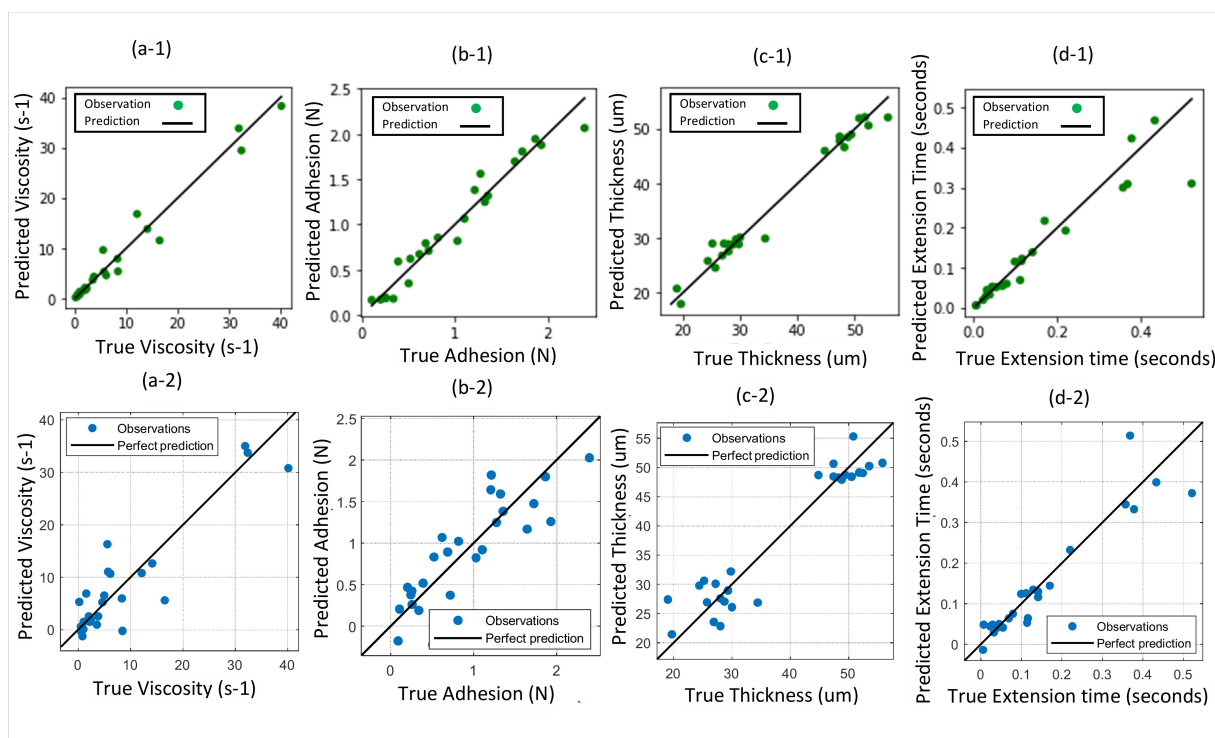 (a-1)
Predicted Viscosity (s-1)
40
30
20
10
0
Observation
Prediction
0 10 20 30 40
True Viscosity (s-1)
(b-1)
Predicted Adhesion (N)
2.5
2.0
1.5
1.0
0.5
0.0
Observation
Prediction
0 1 2
True Adhesion (N)
(c-1)
Predicted Thickness (um)
50
40
30
20
Observation
Prediction
20 30 40 50
True Thickness (um)
(d-1)
Predicted Extension Time (seconds)
0.5
0.4
0.3
0.2
0.1
0.0
Observation
Prediction
0.0 0.2 0.4
True Extension time (seconds)
(a-2)
Predicted Viscosity (s-1)
40
30
20
10
0
Observations
Perfect prediction
0 10 20 30 40
True Viscosity (s-1)
(b-2)
Predicted Adhesion (N)
2.5
2
1.5
1
0.5
0
Observations
Perfect prediction
0 0.5 1 1.5 2 2.5
True Adhesion (N)
(c-2)
Predicted Thickness (um)
55
50
45
40
35
30
25
20
Observations
Perfect prediction
20 30 40 50
True Thickness (um)
(d-2)
Predicted Extension Time (seconds)
0.5
0.4
0.3
0.2
0.1
0
Observations
Perfect prediction
0 0.1 0.2 0.3 0.4 0.5
True Extension time (seconds)